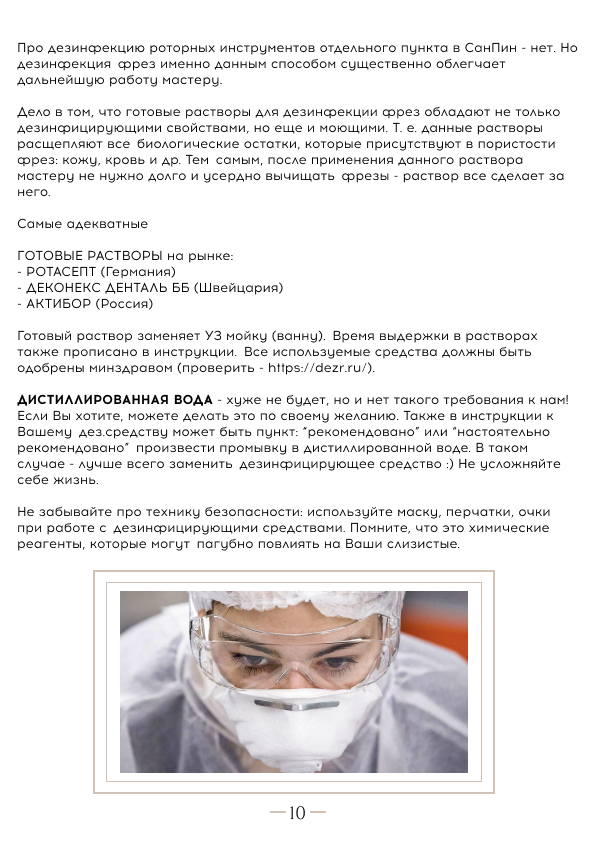 Про дезинфекцию роторных инструментов отдельного пункта в СанПин - нет. Но
дезинфекция фрез именно данным способом существенно облегчает
дальнейшую работу мастеру.
Дело в том, что готовые растворы для дезинфекции фрез обладают не только
дезинфицирующими свойствами, но еще и моющими. Т. е. данные растворы
расщепляют все биологические остатки, которые присутствуют в пористости
фрез: кожу, кровь и др. Тем самым, после применения данного раствора
мастеру не нужно долго и усердно вычищать фрезы - раствор все сделает за
него.
Самые адекватные
ГОТОВЫЕ РАСТВОРЫ на рынке:
- РОТАСЕПТ (Германия)
- ДЕКОНЕКС ДЕНТАЛЬ ББ (Швейцария)
- АКТИБОР (Россия)
Готовый раствор заменяет УЗ мойку (ванну). Время выдержки в растворах
также прописано в инструкции. Все используемые средства должны быть
одобрены минздравом (проверить - https://dezr.ru/).
ДИСТИЛЛИРОВАННАЯ ВОДА - хуже не будет, но и нет такого требования к нам!
Если Вы хотите, можете делать это по своему желанию. Также в инструкции к
Вашему дез.средству может быть пункт: “рекомендовано” или “настоятельно
рекомендовано” произвести промывку в дистиллированной воде. В таком
случае - лучше всего заменить дезинфицирующее средство :) Не усложняйте
себе жизнь.
Не забывайте про технику безопасности: используйте маску, перчатки, очки
при работе с дезинфицирующими средствами. Помните, что это химические
реагенты, которые могут пагубно повлиять на Ваши слизистые.
— 10 —